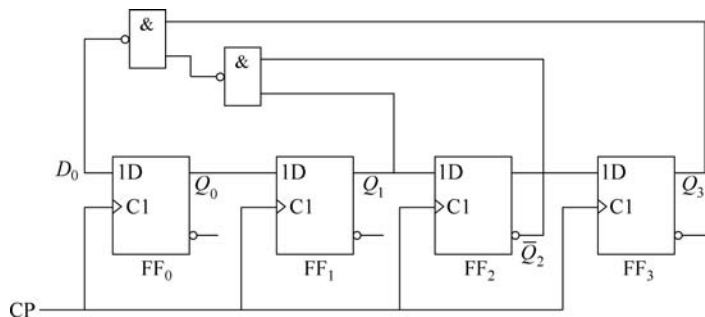 &
&
D₀ 1D Q₀ 1D Q₁ 1D 1D Q₃
C1 C1 C1 C1
Q̅₂
FF₀ FF₁ FF₂ FF₃
CP